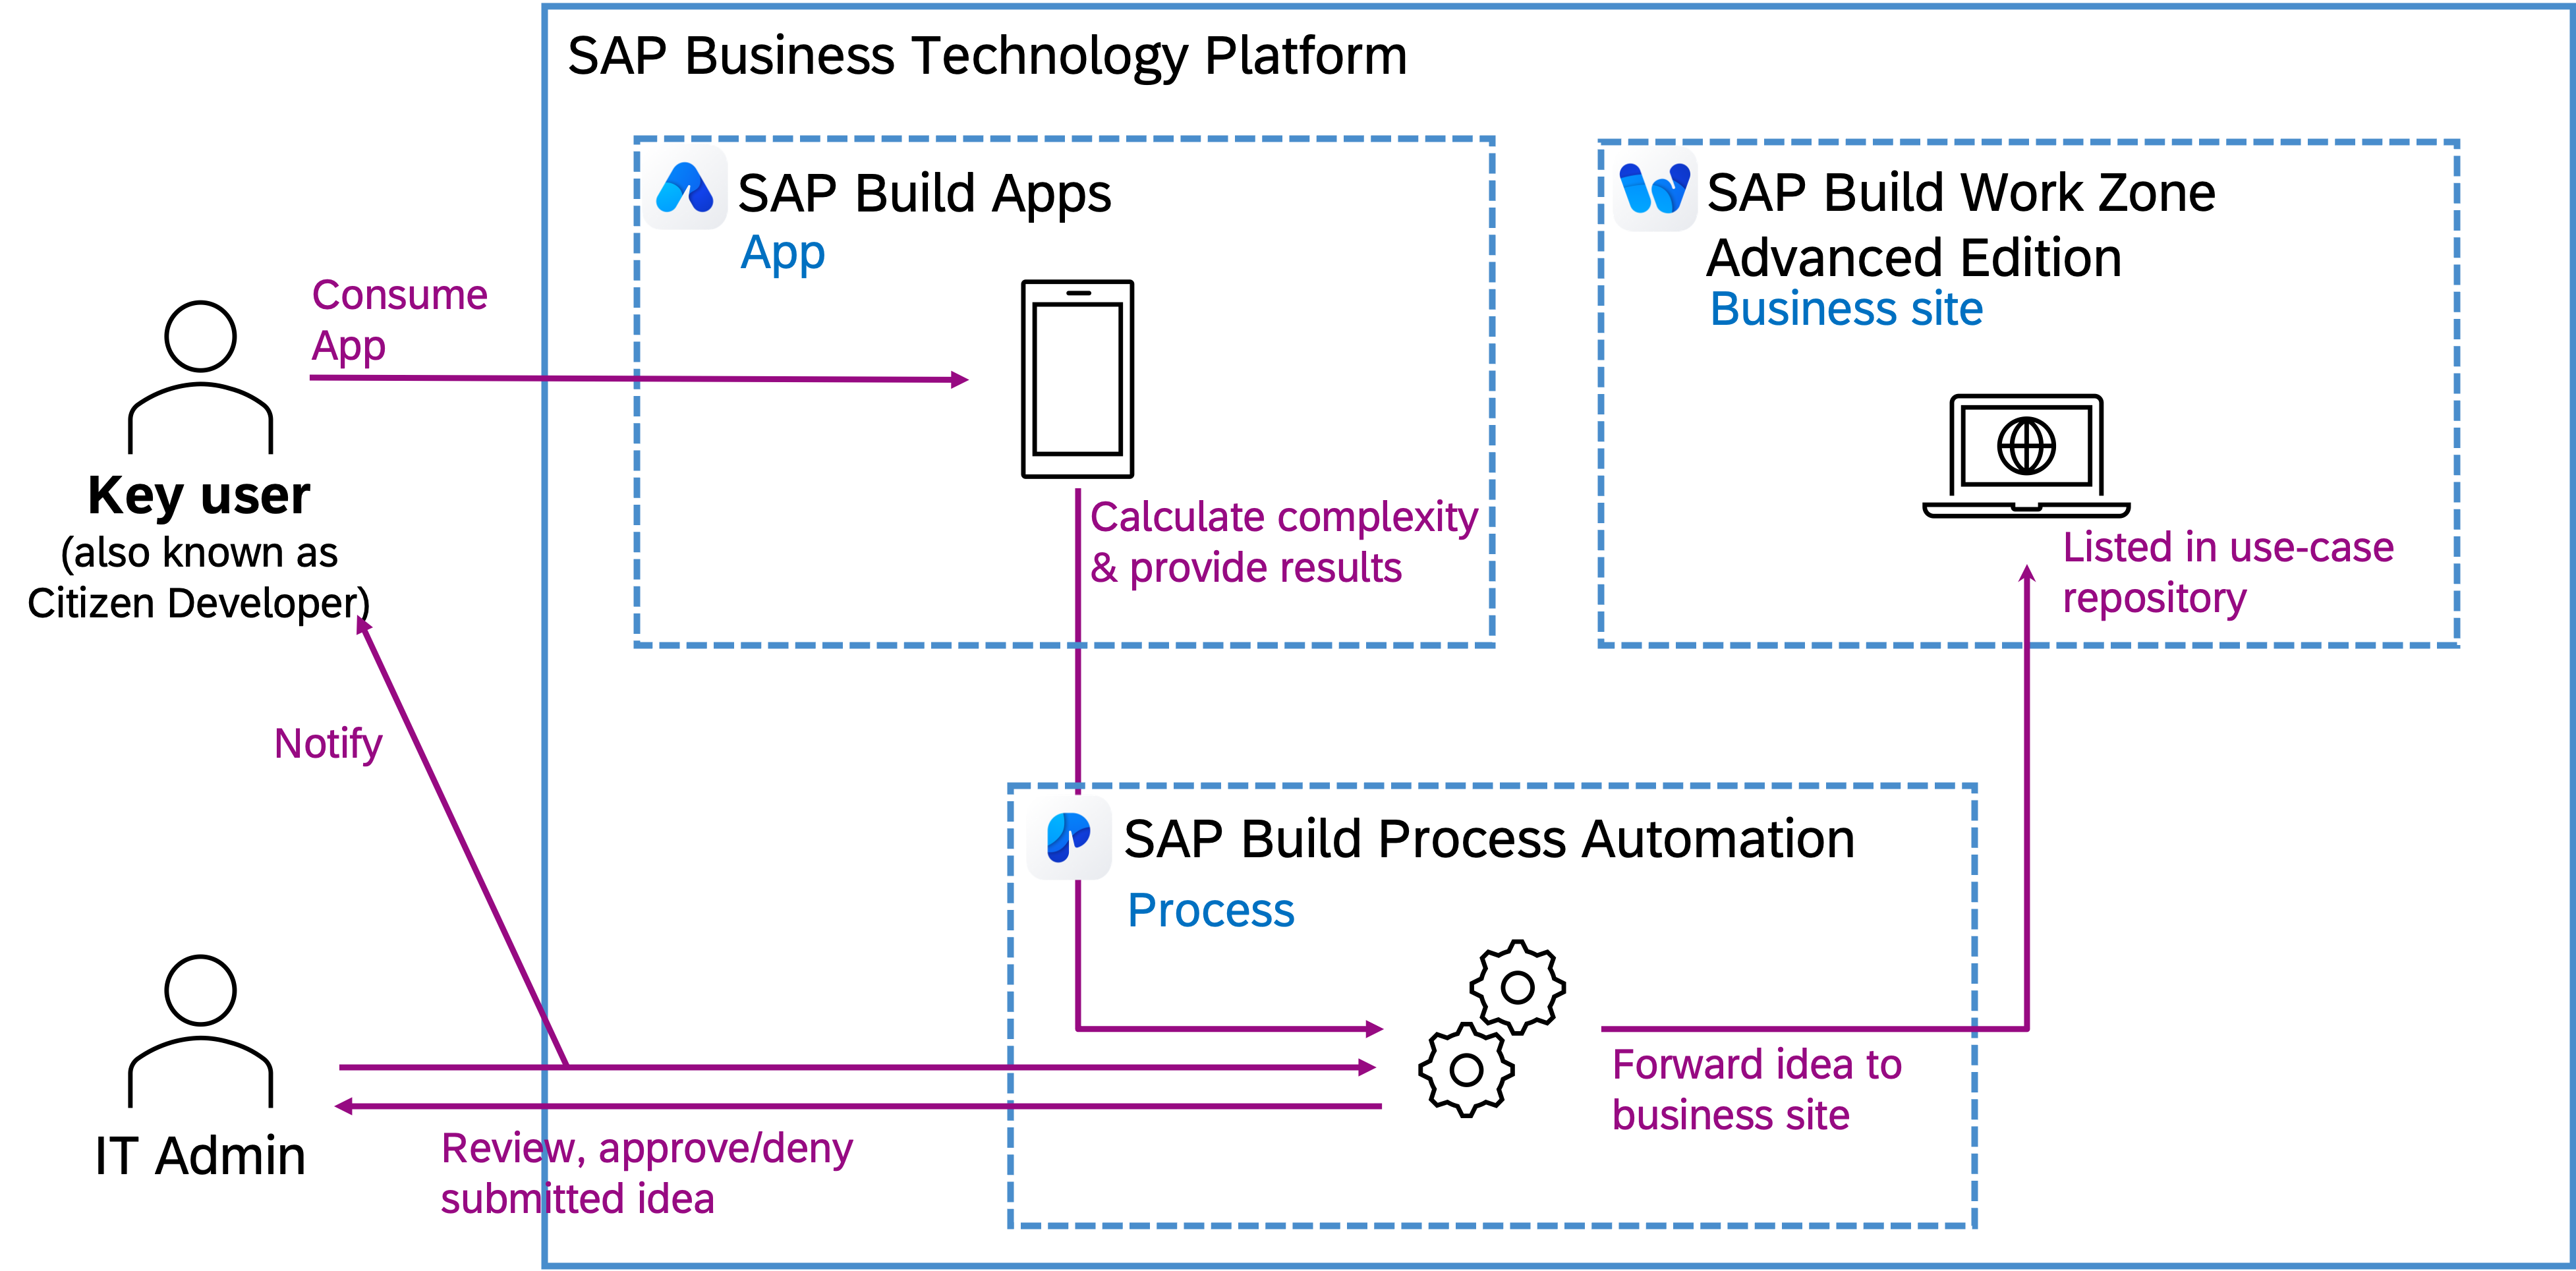 SAP Business Technology Platform
SAP Build Apps
App
SAP Build Work Zone
Advanced Edition
Business site
Consume
App
Key user
(also known as
Citizen Developer)
Calculate complexity
& provide results
Listed in use-case
repository
Notify
SAP Build Process Automation
Process
Forward idea to
business site
IT Admin
Review, approve/deny
submitted idea